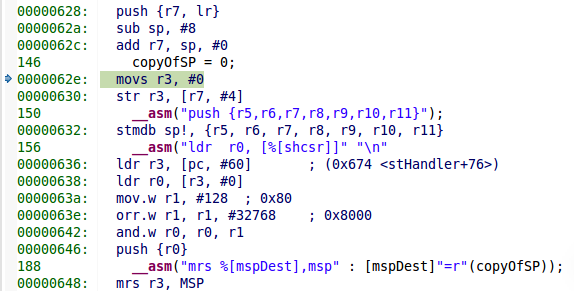 00000628: push {r7, lr}
0000062a: sub sp, #8
0000062c: add r7, sp, #0
146 copyOfSP = 0;
0000062e: movs r3, #0
00000630: str r3, [r7, #4]
150 __asm("push {r5,r6,r7,r8,r9,r10,r11}");
00000632: stmdb sp!, {r5, r6, r7, r8, r9, r10, r11}
156 __asm("ldr r0, [%[shcsr]]" "\n"
00000636: ldr r3, [pc, #60] ; (0x674 <stHandler+76>)
00000638: ldr r0, [r3, #0]
0000063a: mov.w r1, #128 ; 0x80
0000063e: orr.w r1, r1, #32768 ; 0x8000
00000642: and.w r0, r0, r1
00000646: push {r0}
188 __asm("mrs %[mspDest],msp" : [mspDest]"=r"(copyOfSP));
00000648: mrs r3, MSP